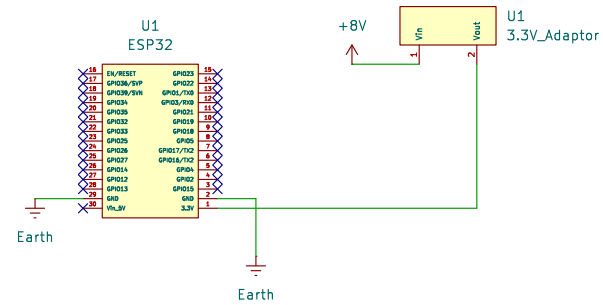 U1
ESP32
+8V
U1
3.3V_Adaptor
Vin
Vout
1
2
16 EN/RESET GPIO23 15
17 GPIO36/SVP GPIO22 14
18 GPIO39/SVN GPIO1/TX0 13
19 GPIO34 GPIO3/RX0 12
20 GPIO35 GPIO21 11
21 GPIO32 GPIO19 10
22 GPIO33 GPIO18 9
23 GPIO25 GPIO5 8
24 GPIO26 GPIO17/TX2 7
25 GPIO27 GPIO16/TX2 6
26 GPIO14 GPIO4 5
27 GPIO12 GPIO2 4
28 GPIO13 GPIO15 3
29 GND GND 2
30 Vin_5V 3.3V 1
Earth
Earth